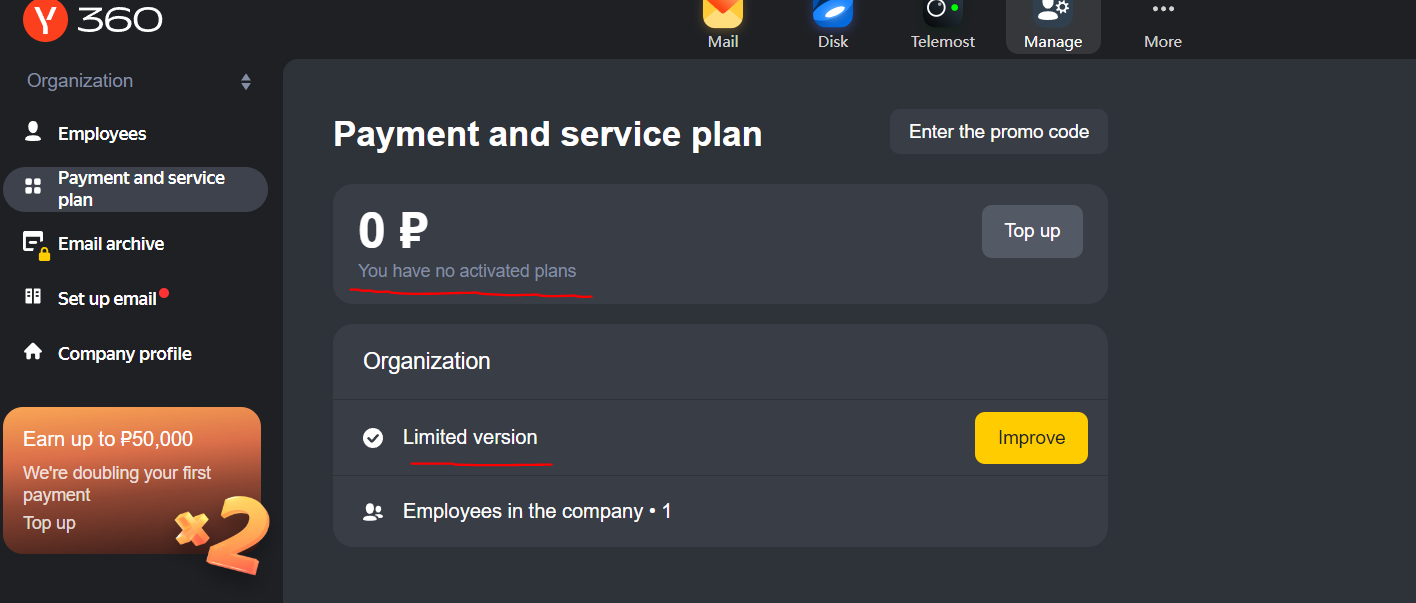 Y 360
Mail
Disk
Telemost
Manage
More
Organization
Employees
Payment and service
plan
Email archive
Set up email
Company profile
Earn up to ₽50,000
We're doubling your first
payment
Top up
×2
Payment and service plan
Enter the promo code
0 ₽
Top up
You have no activated plans
Organization
Limited version
Improve
Employees in the company • 1